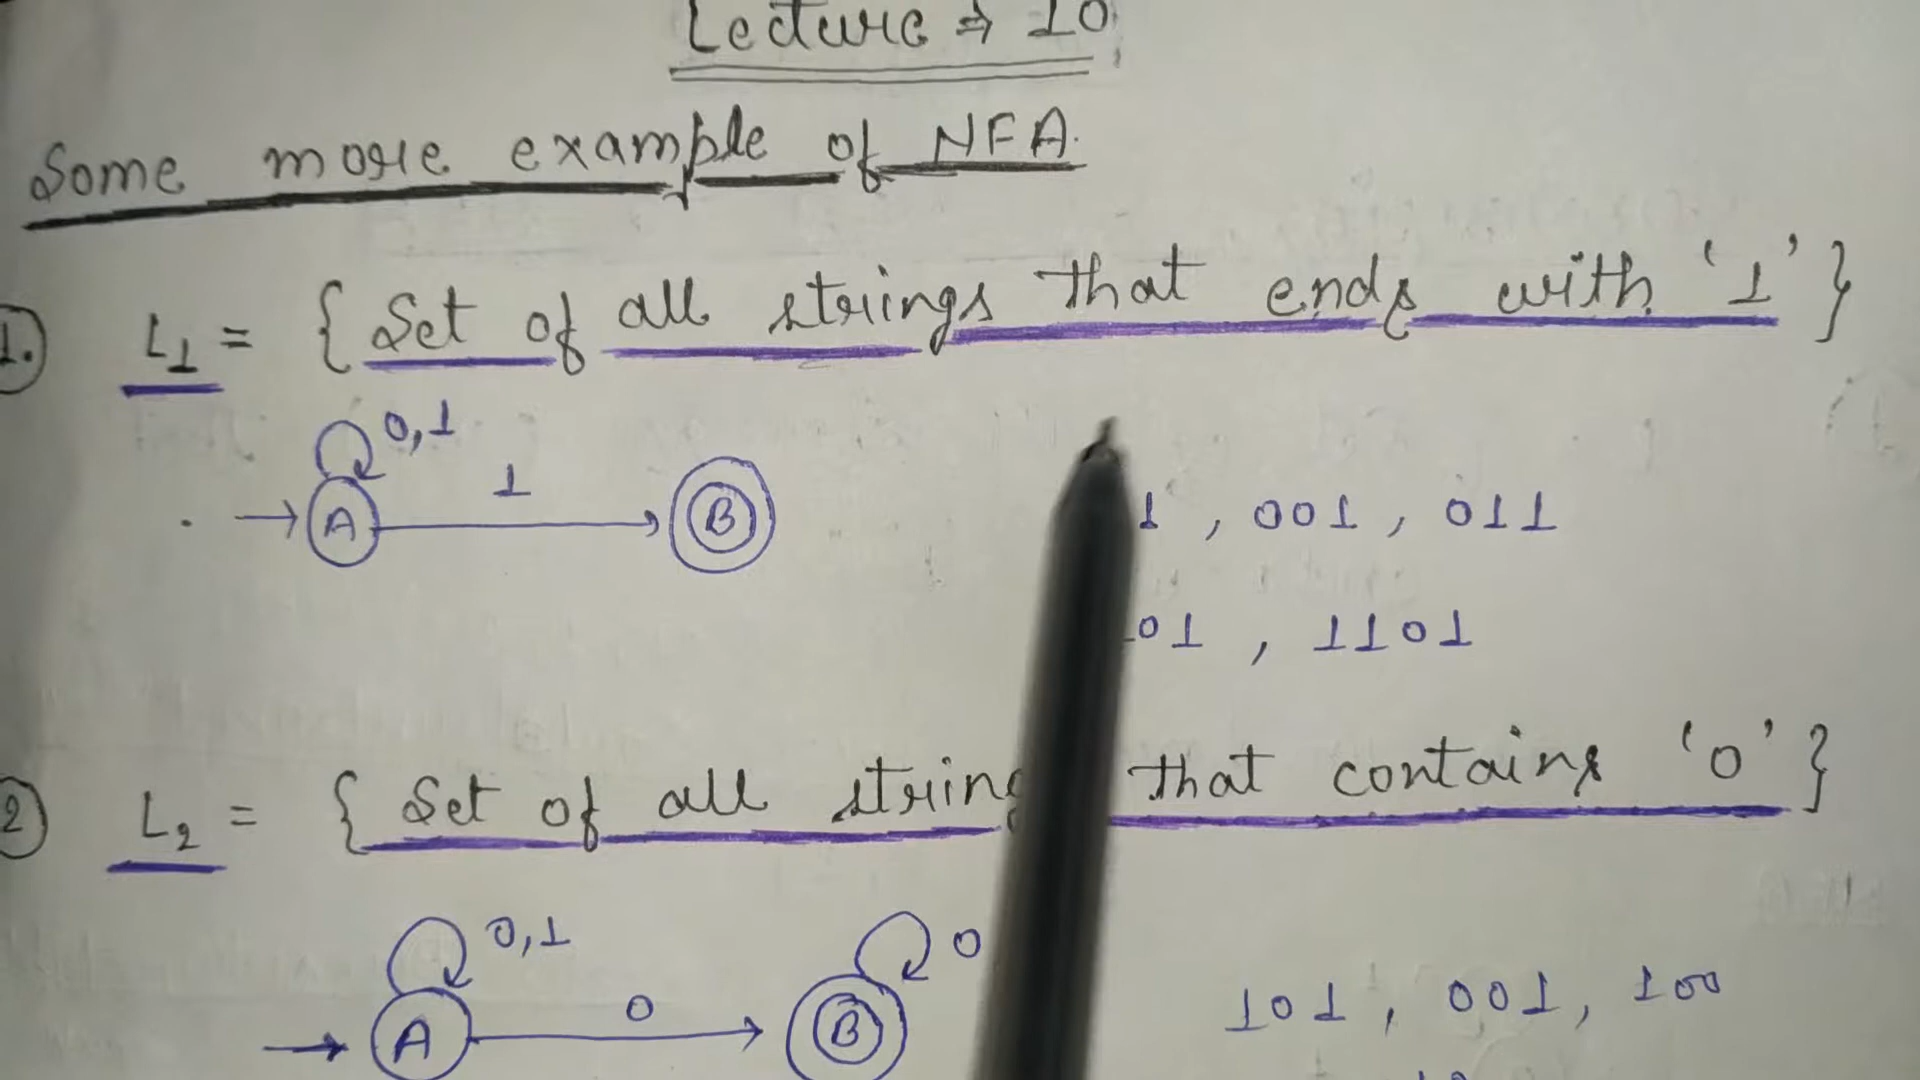 Lecture ⇒ 10
Some more example of NFA.
1. L1 = { Set of all strings that ends with '1' }
0,1
1
A B
1 , 001 , 011
01 , 1101
2 L2 = { Set of all string that contains '0' }
0,1 0
0
A B
101 , 001 , 100